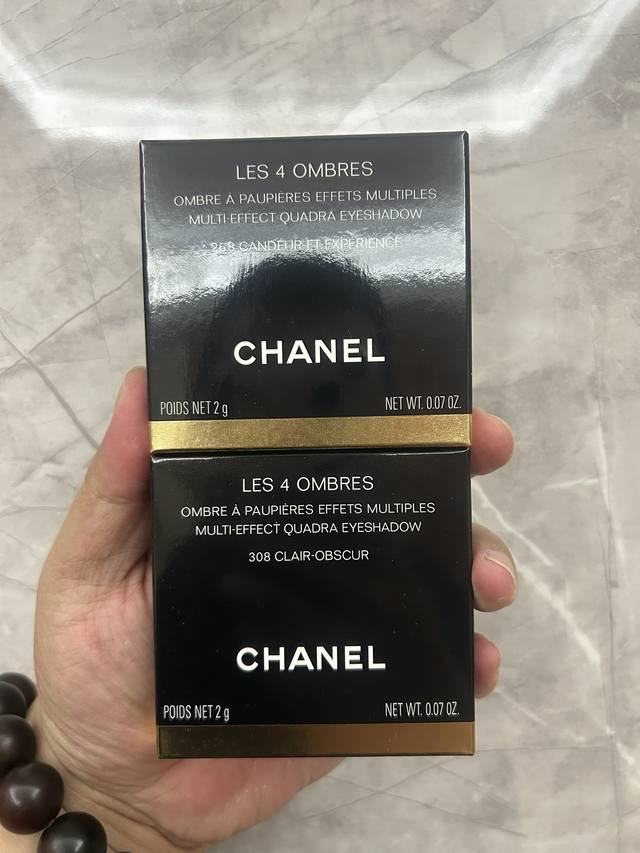 LES 4 OMBRES
OMBRE À PAUPIÈRES EFFETS MULTIPLES
MULTI-EFFECT QUADRA EYESHADOW
268 CANDEUR ET EXPÉRIENCE
CHANEL
POIDS NET 2 g NET WT. 0.07 OZ.
LES 4 OMBRES
OMBRE À PAUPIÈRES EFFETS MULTIPLES
MULTI-EFFECT QUADRA EYESHADOW
308 CLAIR-OBSCUR
CHANEL
POIDS NET 2 g NET WT. 0.07 OZ.